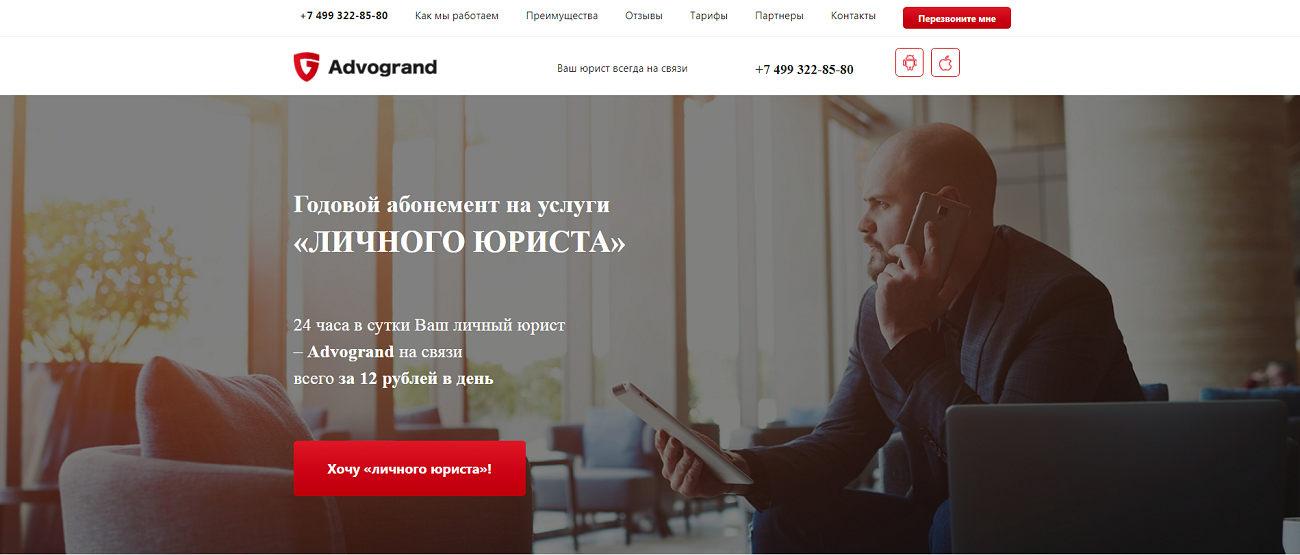 +7 499 322-85-80 Как мы работаем Преимущества Отзывы Тарифы Партнеры Контакты Перезвоните мне
Advogrand Ваш юрист всегда на связи +7 499 322-85-80
Годовой абонемент на услуги
«ЛИЧНОГО ЮРИСТА»
24 часа в сутки Ваш личный юрист
– Advogrand на связи
всего за 12 рублей в день
Хочу «личного юриста»!